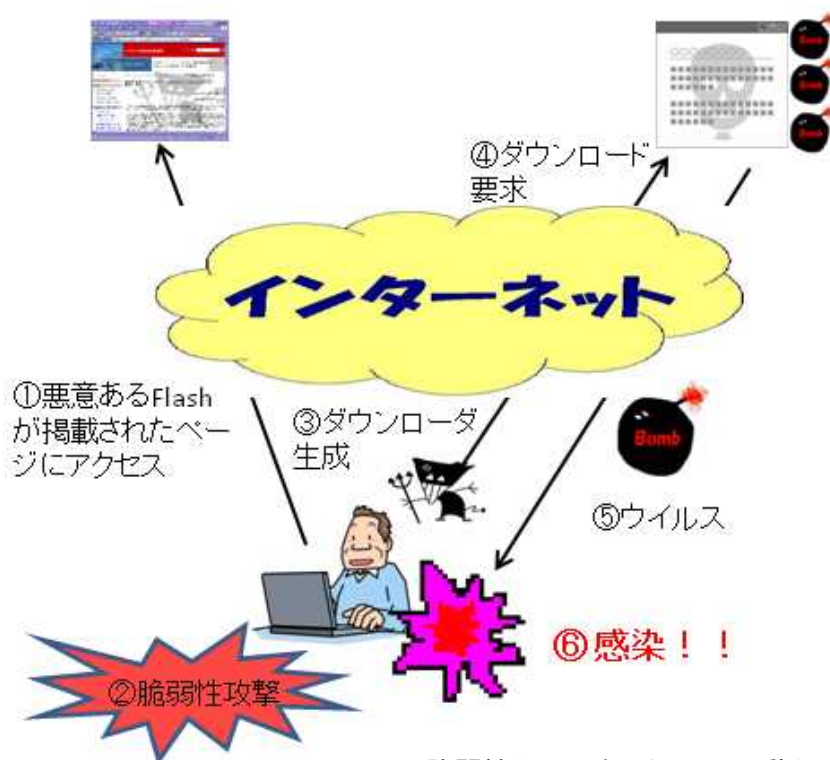 ④ダウンロード
要求
Bomb
Bomb
Bomb
インターネット
①悪意あるFlash
が掲載されたペー
ジにアクセス
③ダウンローダ
生成
Bomb
⑤ウイルス
⑥感染！！
②脆弱性攻撃